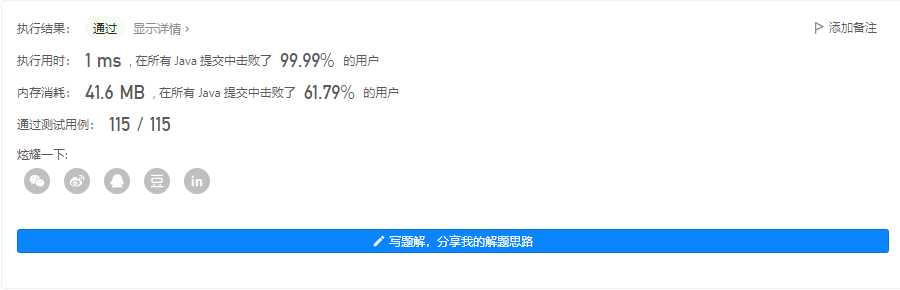 执行结果： 通过 显示详情 › 添加备注
执行用时： 1 ms , 在所有 Java 提交中击败了 99.99% 的用户
内存消耗： 41.6 MB , 在所有 Java 提交中击败了 61.79% 的用户
通过测试用例： 115 / 115
炫耀一下:
豆 in
写题解，分享我的解题思路